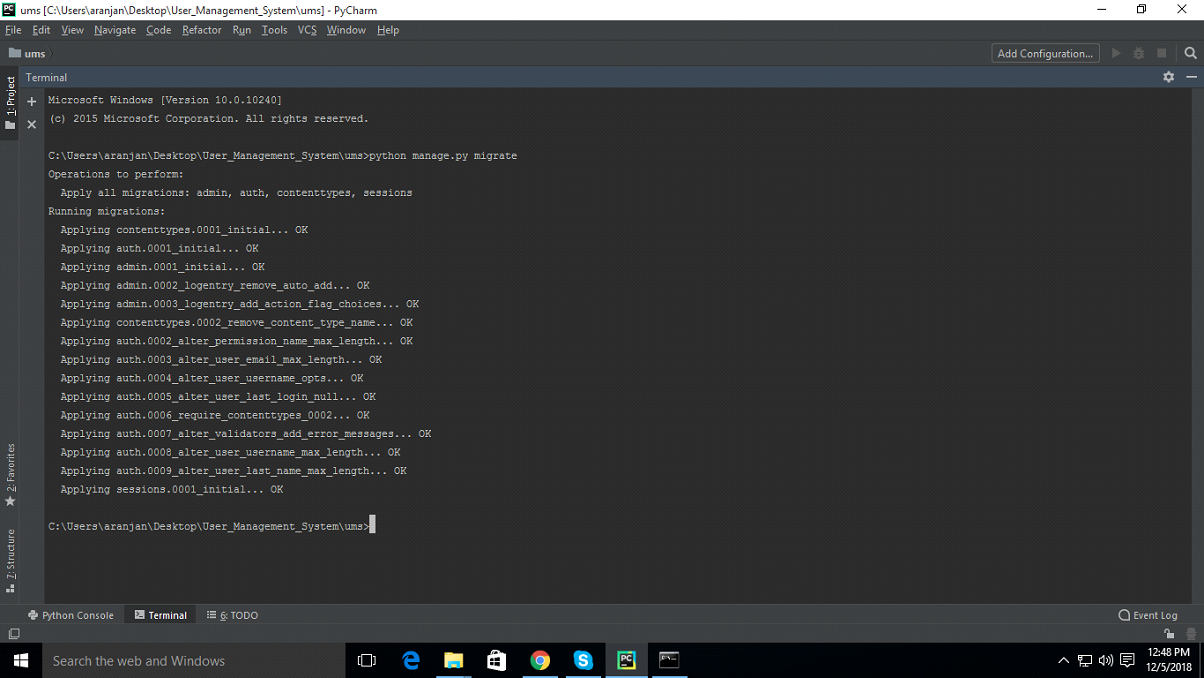 ums [C:\Users\aranjan\Desktop\User_Management_System\ums] - PyCharm
File Edit View Navigate Code Refactor Run Tools VCS Window Help
ums
Add Configuration...
Terminal
1: Project
Microsoft Windows [Version 10.0.10240]
(c) 2015 Microsoft Corporation. All rights reserved.
C:\Users\aranjan\Desktop\User_Management_System\ums>python manage.py migrate
Operations to perform:
Apply all migrations: admin, auth, contenttypes, sessions
Running migrations:
Applying contenttypes.0001_initial... OK
Applying auth.0001_initial... OK
Applying admin.0001_initial... OK
Applying admin.0002_logentry_remove_auto_add... OK
Applying admin.0003_logentry_add_action_flag_choices... OK
Applying contenttypes.0002_remove_content_type_name... OK
Applying auth.0002_alter_permission_name_max_length... OK
Applying auth.0003_alter_user_email_max_length... OK
Applying auth.0004_alter_user_username_opts... OK
Applying auth.0005_alter_user_last_login_null... OK
Applying auth.0006_require_contenttypes_0002... OK
Applying auth.0007_alter_validators_add_error_messages... OK
Applying auth.0008_alter_user_username_max_length... OK
Applying auth.0009_alter_user_last_name_max_length... OK
Applying sessions.0001_initial... OK
C:\Users\aranjan\Desktop\User_Management_System\ums>
2: Favorites
7: Structure
Python Console Terminal 6: TODO Event Log
Search the web and Windows
12:48 PM
12/5/2018